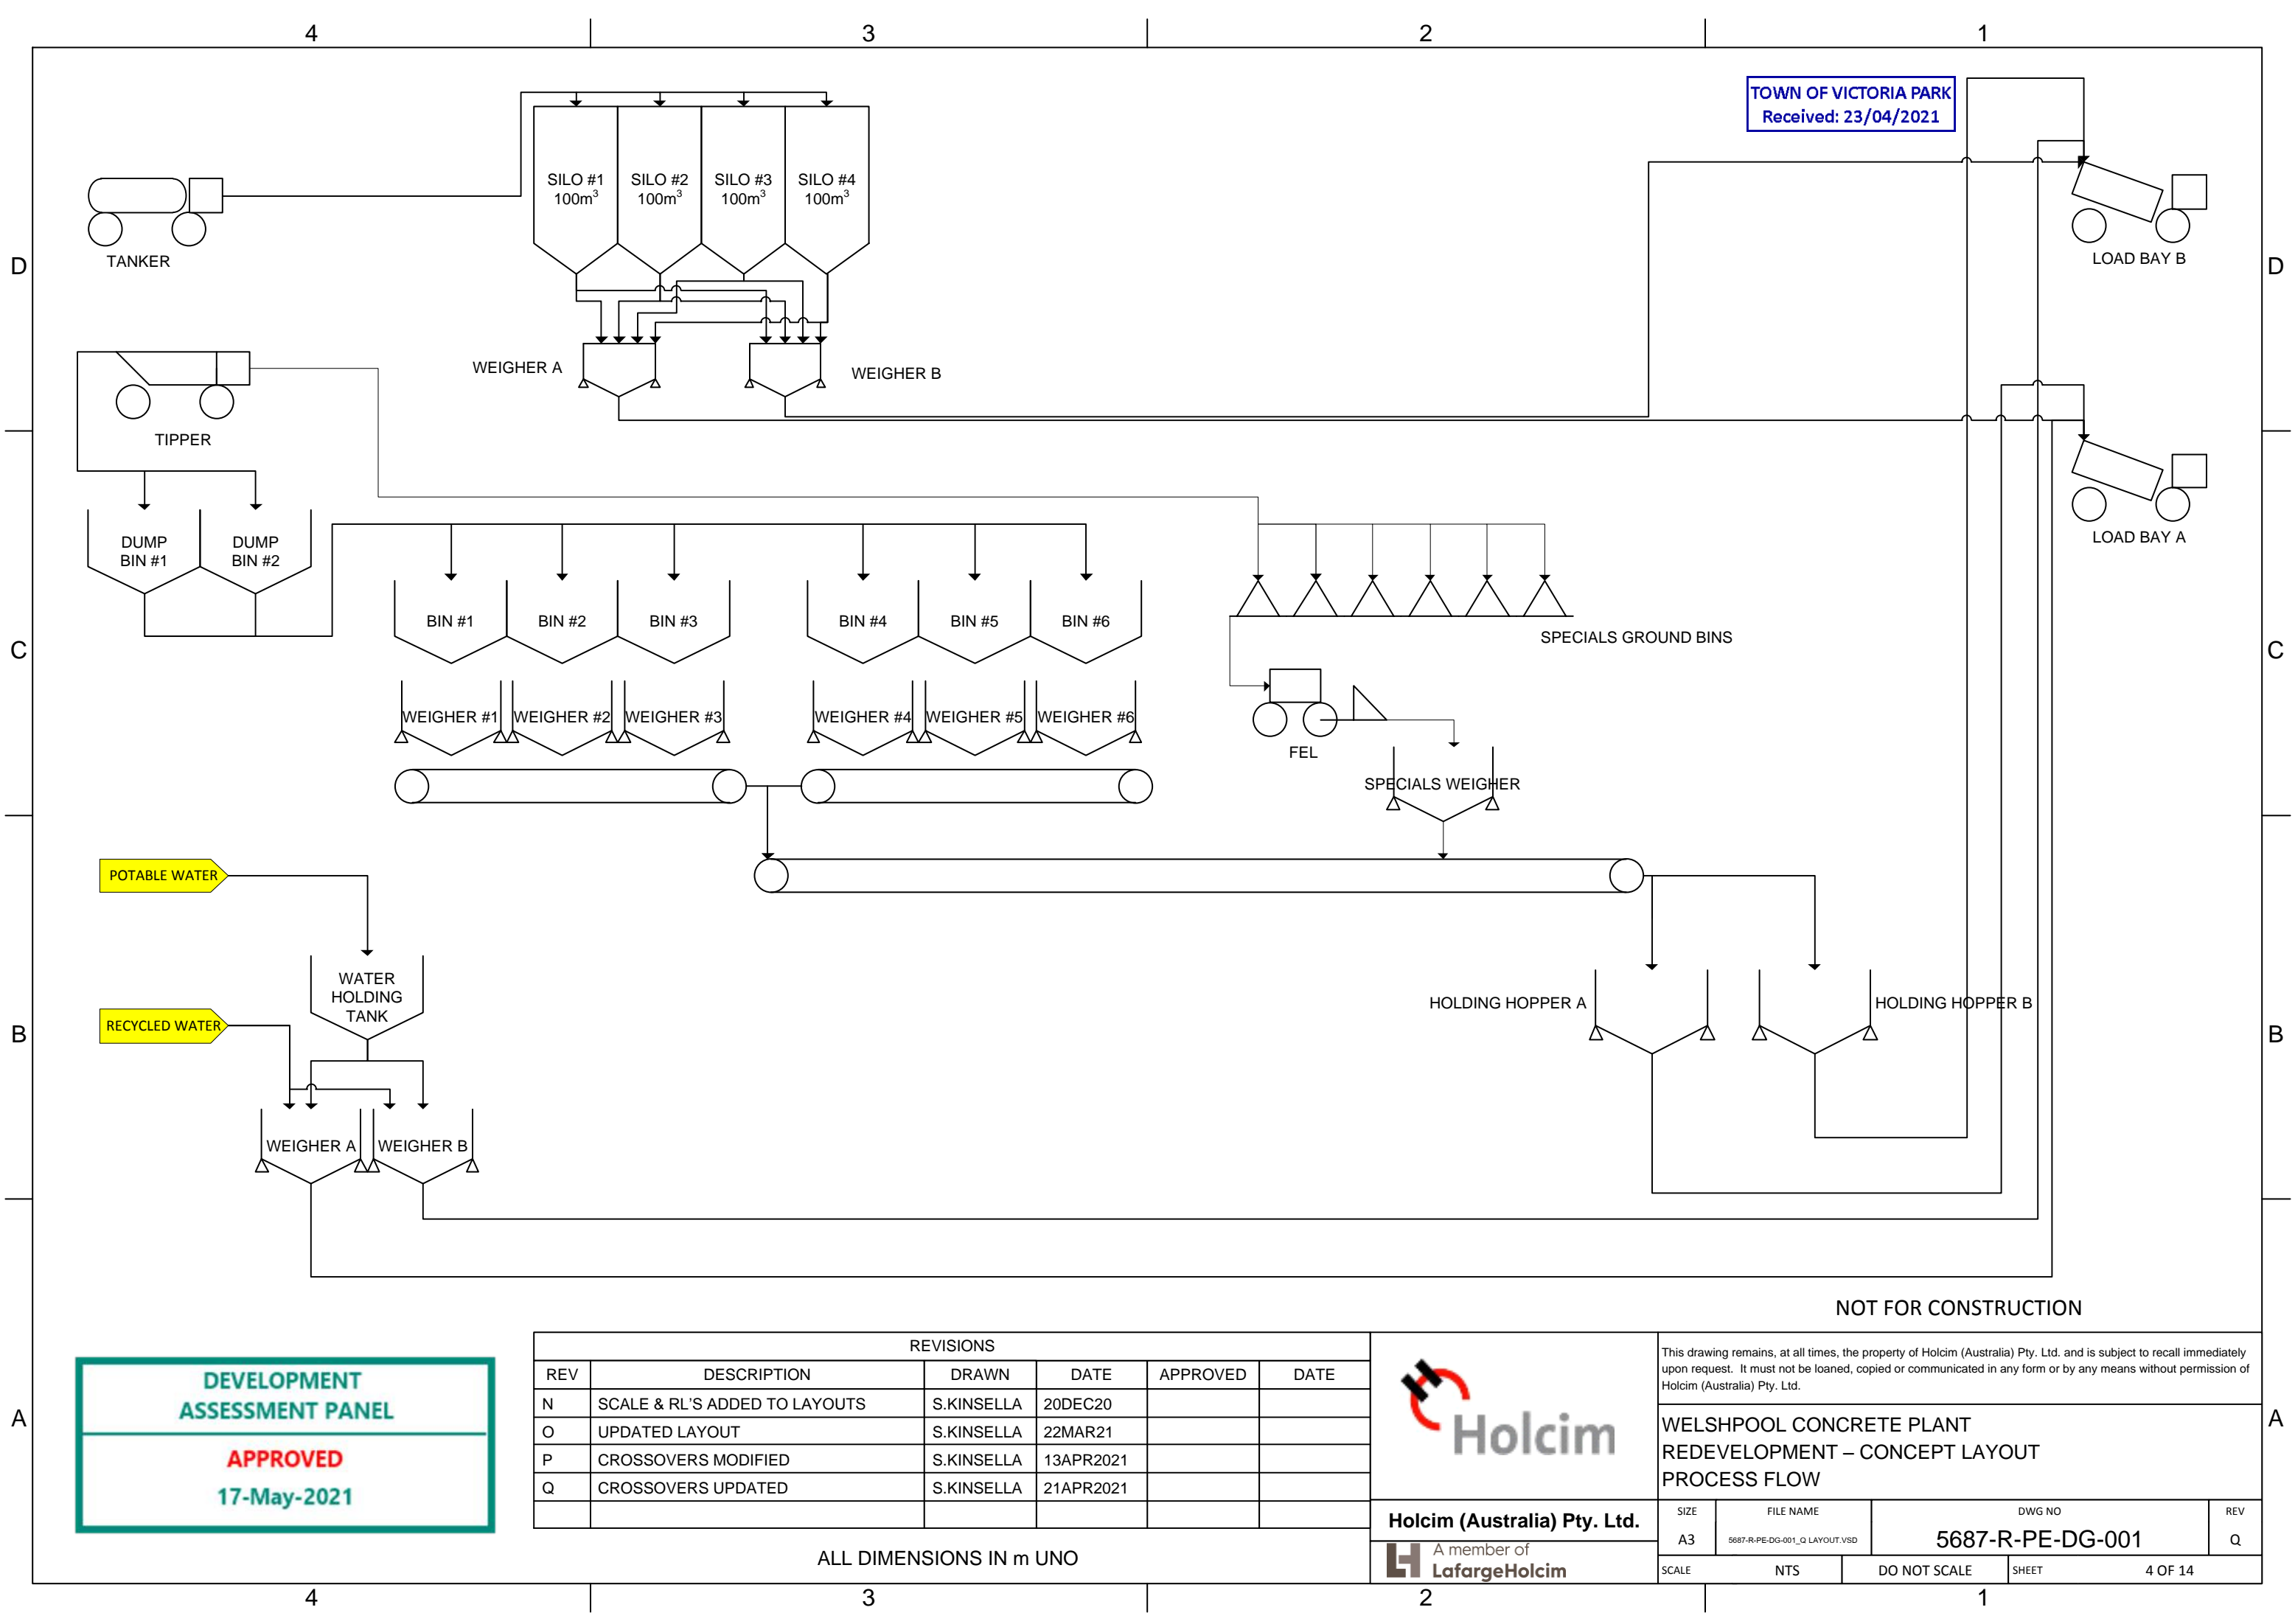 4
3
2
1
TOWN OF VICTORIA PARK
Received: 23/04/2021
SILO #1
100m³
SILO #2
100m³
SILO #3
100m³
SILO #4
100m³
TANKER
LOAD BAY B
D
D
WEIGHER A
WEIGHER B
TIPPER
LOAD BAY A
DUMP
BIN #1
DUMP
BIN #2
BIN #1
BIN #2
BIN #3
BIN #4
BIN #5
BIN #6
SPECIALS GROUND BINS
C
C
WEIGHER #1
WEIGHER #2
WEIGHER #3
WEIGHER #4
WEIGHER #5
WEIGHER #6
FEL
SPECIALS WEIGHER
POTABLE WATER
WATER
HOLDING
TANK
RECYCLED WATER
HOLDING HOPPER A
HOLDING HOPPER B
B
B
WEIGHER A
WEIGHER B
NOT FOR CONSTRUCTION
A
A
DEVELOPMENT
ASSESSMENT PANEL
APPROVED
17-May-2021
REVISIONS
REV DESCRIPTION DRAWN DATE APPROVED DATE
N SCALE & RL'S ADDED TO LAYOUTS S.KINSELLA 20DEC20
O UPDATED LAYOUT S.KINSELLA 22MAR21
P CROSSOVERS MODIFIED S.KINSELLA 13APR2021
Q CROSSOVERS UPDATED S.KINSELLA 21APR2021
ALL DIMENSIONS IN m UNO
Holcim
Holcim (Australia) Pty. Ltd.
A member of
LafargeHolcim
This drawing remains, at all times, the property of Holcim (Australia) Pty. Ltd. and is subject to recall immediately
upon request. It must not be loaned, copied or communicated in any form or by any means without permission of
Holcim (Australia) Pty. Ltd.
WELSHPOOL CONCRETE PLANT
REDEVELOPMENT – CONCEPT LAYOUT
PROCESS FLOW
SIZE FILE NAME DWG NO REV
A3 5687-R-PE-DG-001_Q LAYOUT.VSD 5687-R-PE-DG-001 Q
SCALE NTS DO NOT SCALE SHEET 4 OF 14
4
3
2
1